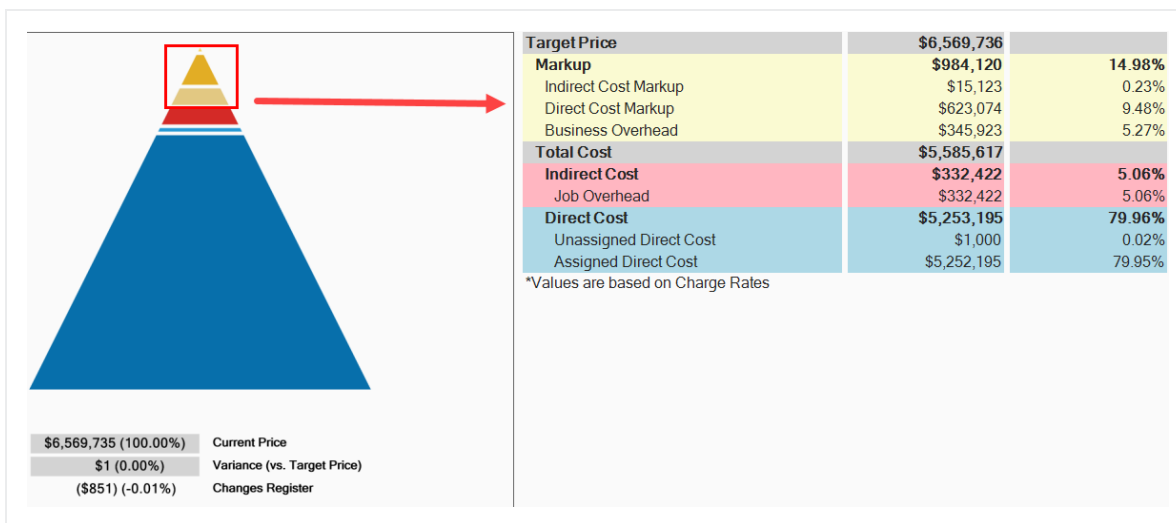 Target Price $6,569,736
Markup $984,120 14.98%
Indirect Cost Markup $15,123 0.23%
Direct Cost Markup $623,074 9.48%
Business Overhead $345,923 5.27%
Total Cost $5,585,617
Indirect Cost $332,422 5.06%
Job Overhead $332,422 5.06%
Direct Cost $5,253,195 79.96%
Unassigned Direct Cost $1,000 0.02%
Assigned Direct Cost $5,252,195 79.95%
*Values are based on Charge Rates
$6,569,735 (100.00%) Current Price
$1 (0.00%) Variance (vs. Target Price)
($851) (-0.01%) Changes Register